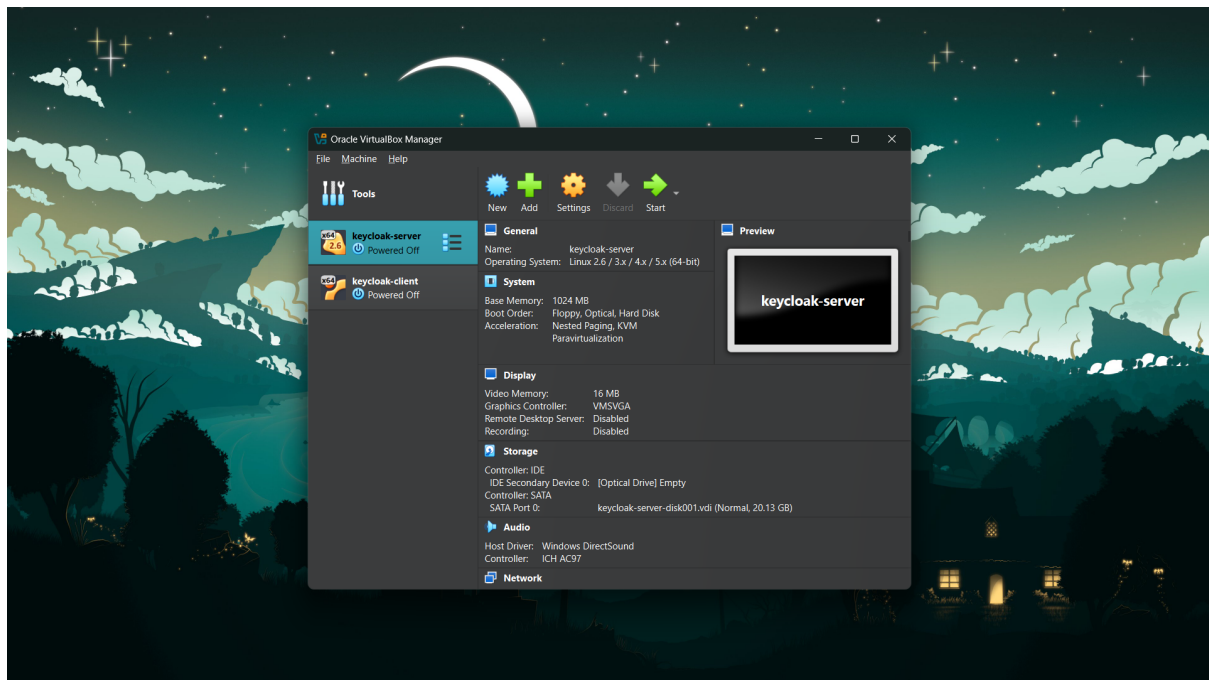 Oracle VirtualBox Manager
File Machine Help
Tools
New Add Settings Discard Start
x64
2.6
keycloak-server
Powered Off
x64
keycloak-client
Powered Off
General
Name: keycloak-server
Operating System: Linux 2.6 / 3.x / 4.x / 5.x (64-bit)
System
Base Memory: 1024 MB
Boot Order: Floppy, Optical, Hard Disk
Acceleration: Nested Paging, KVM
Paravirtualization
Preview
keycloak-server
Display
Video Memory: 16 MB
Graphics Controller: VMSVGA
Remote Desktop Server: Disabled
Recording: Disabled
Storage
Controller: IDE
IDE Secondary Device 0: [Optical Drive] Empty
Controller: SATA
SATA Port 0: keycloak-server-disk001.vdi (Normal, 20.13 GB)
Audio
Host Driver: Windows DirectSound
Controller: ICH AC97
Network